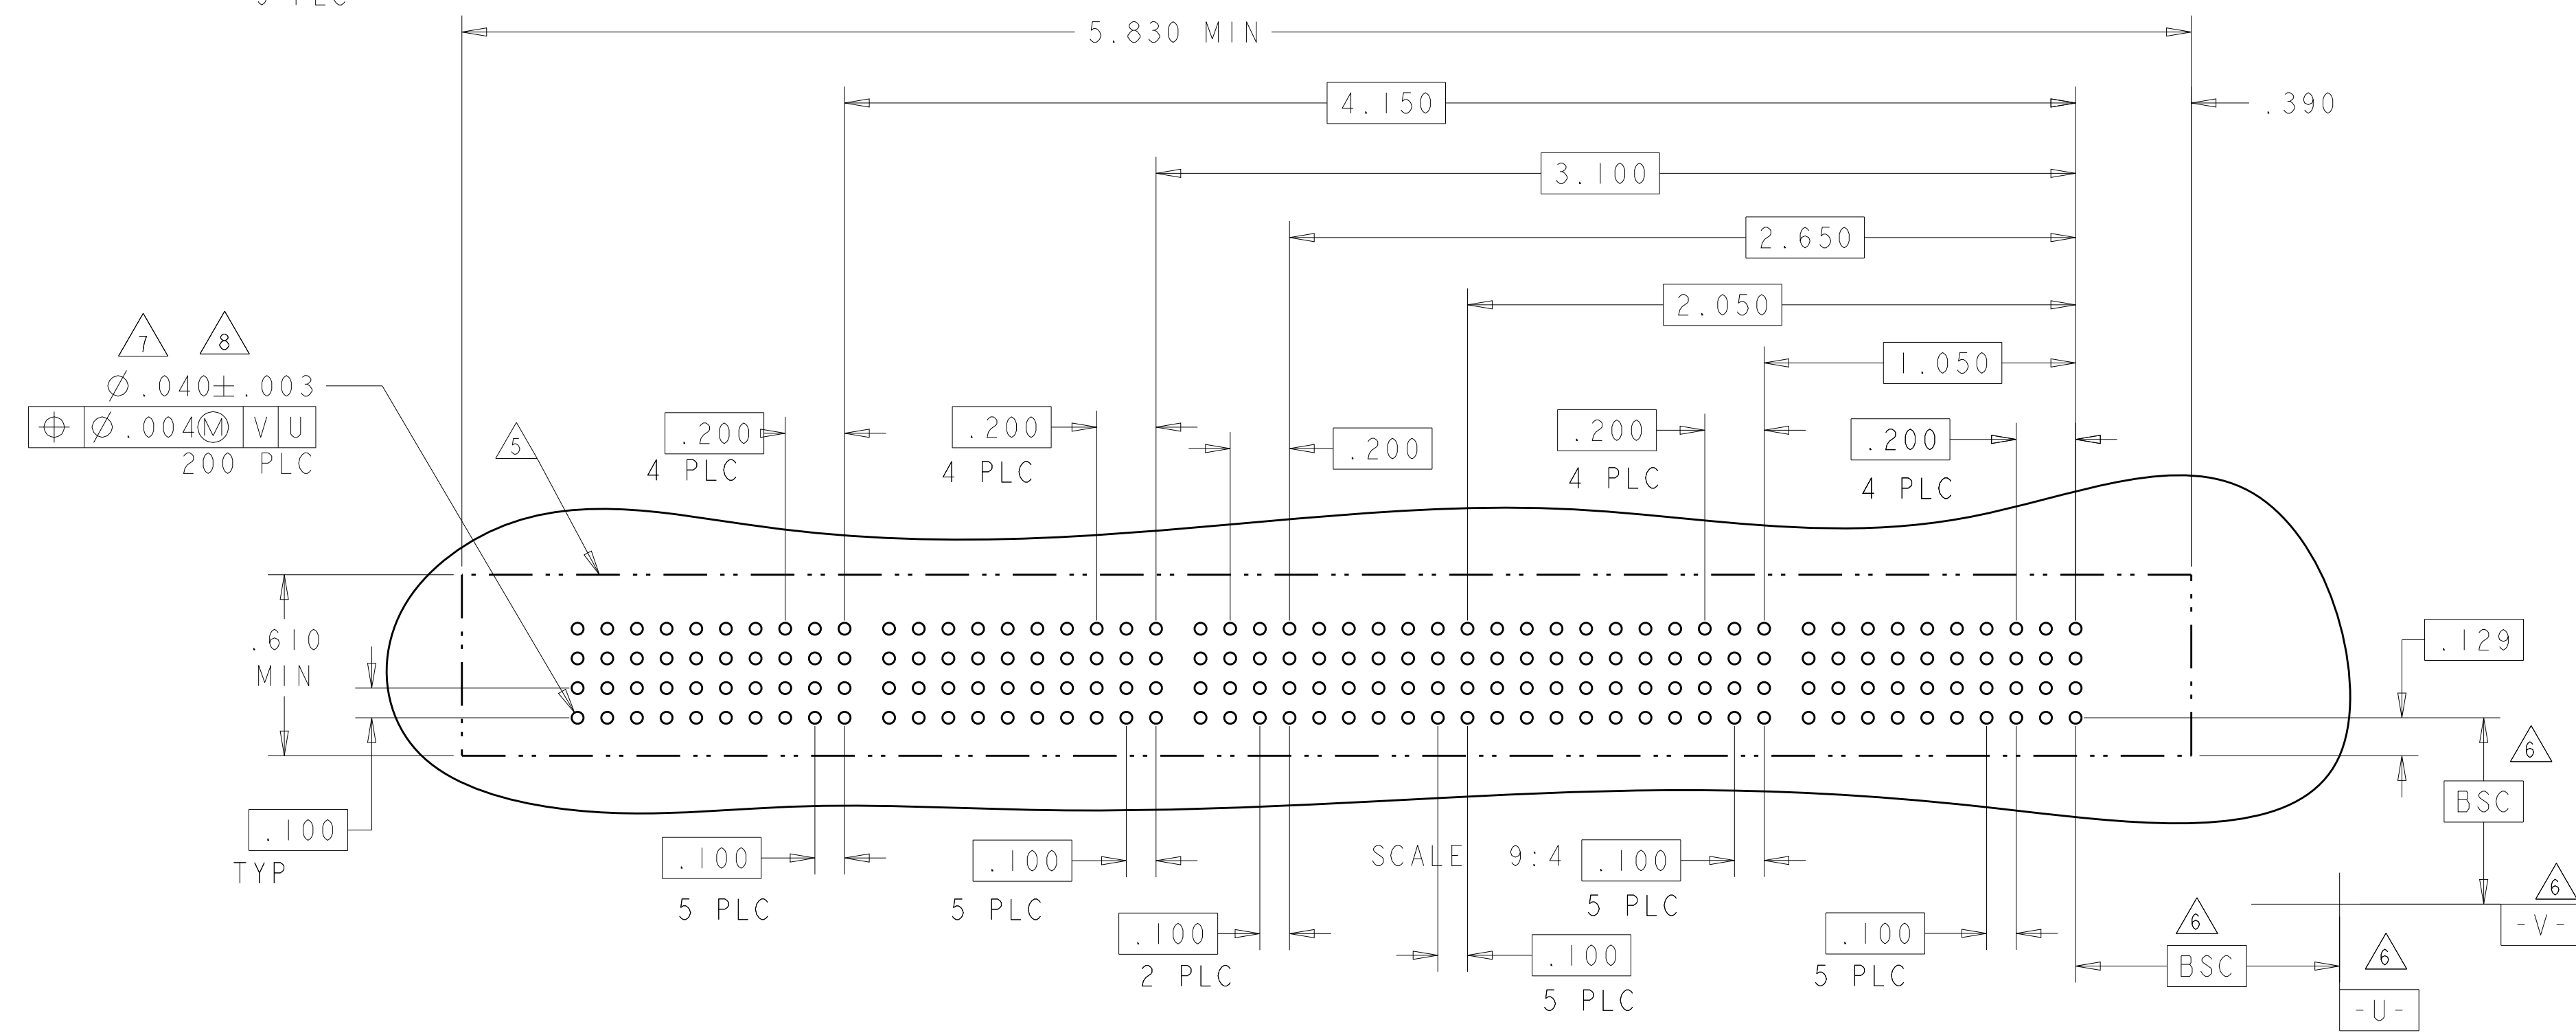 5.830 MIN
4.150
.390
3.100
2.650
2.050
1.050
7 8
Ø.040±.003
⌖ Ø.004Ⓜ V U
200 PLC
5
.200
4 PLC
.200
4 PLC
.200
.200
4 PLC
.200
4 PLC
.610
MIN
.129
6
BSC
.100
TYP
.100
5 PLC
.100
5 PLC
SCALE 9:4
.100
5 PLC
.100
2 PLC
.100
5 PLC
.100
5 PLC
6
BSC
6
-U-
6
-V-